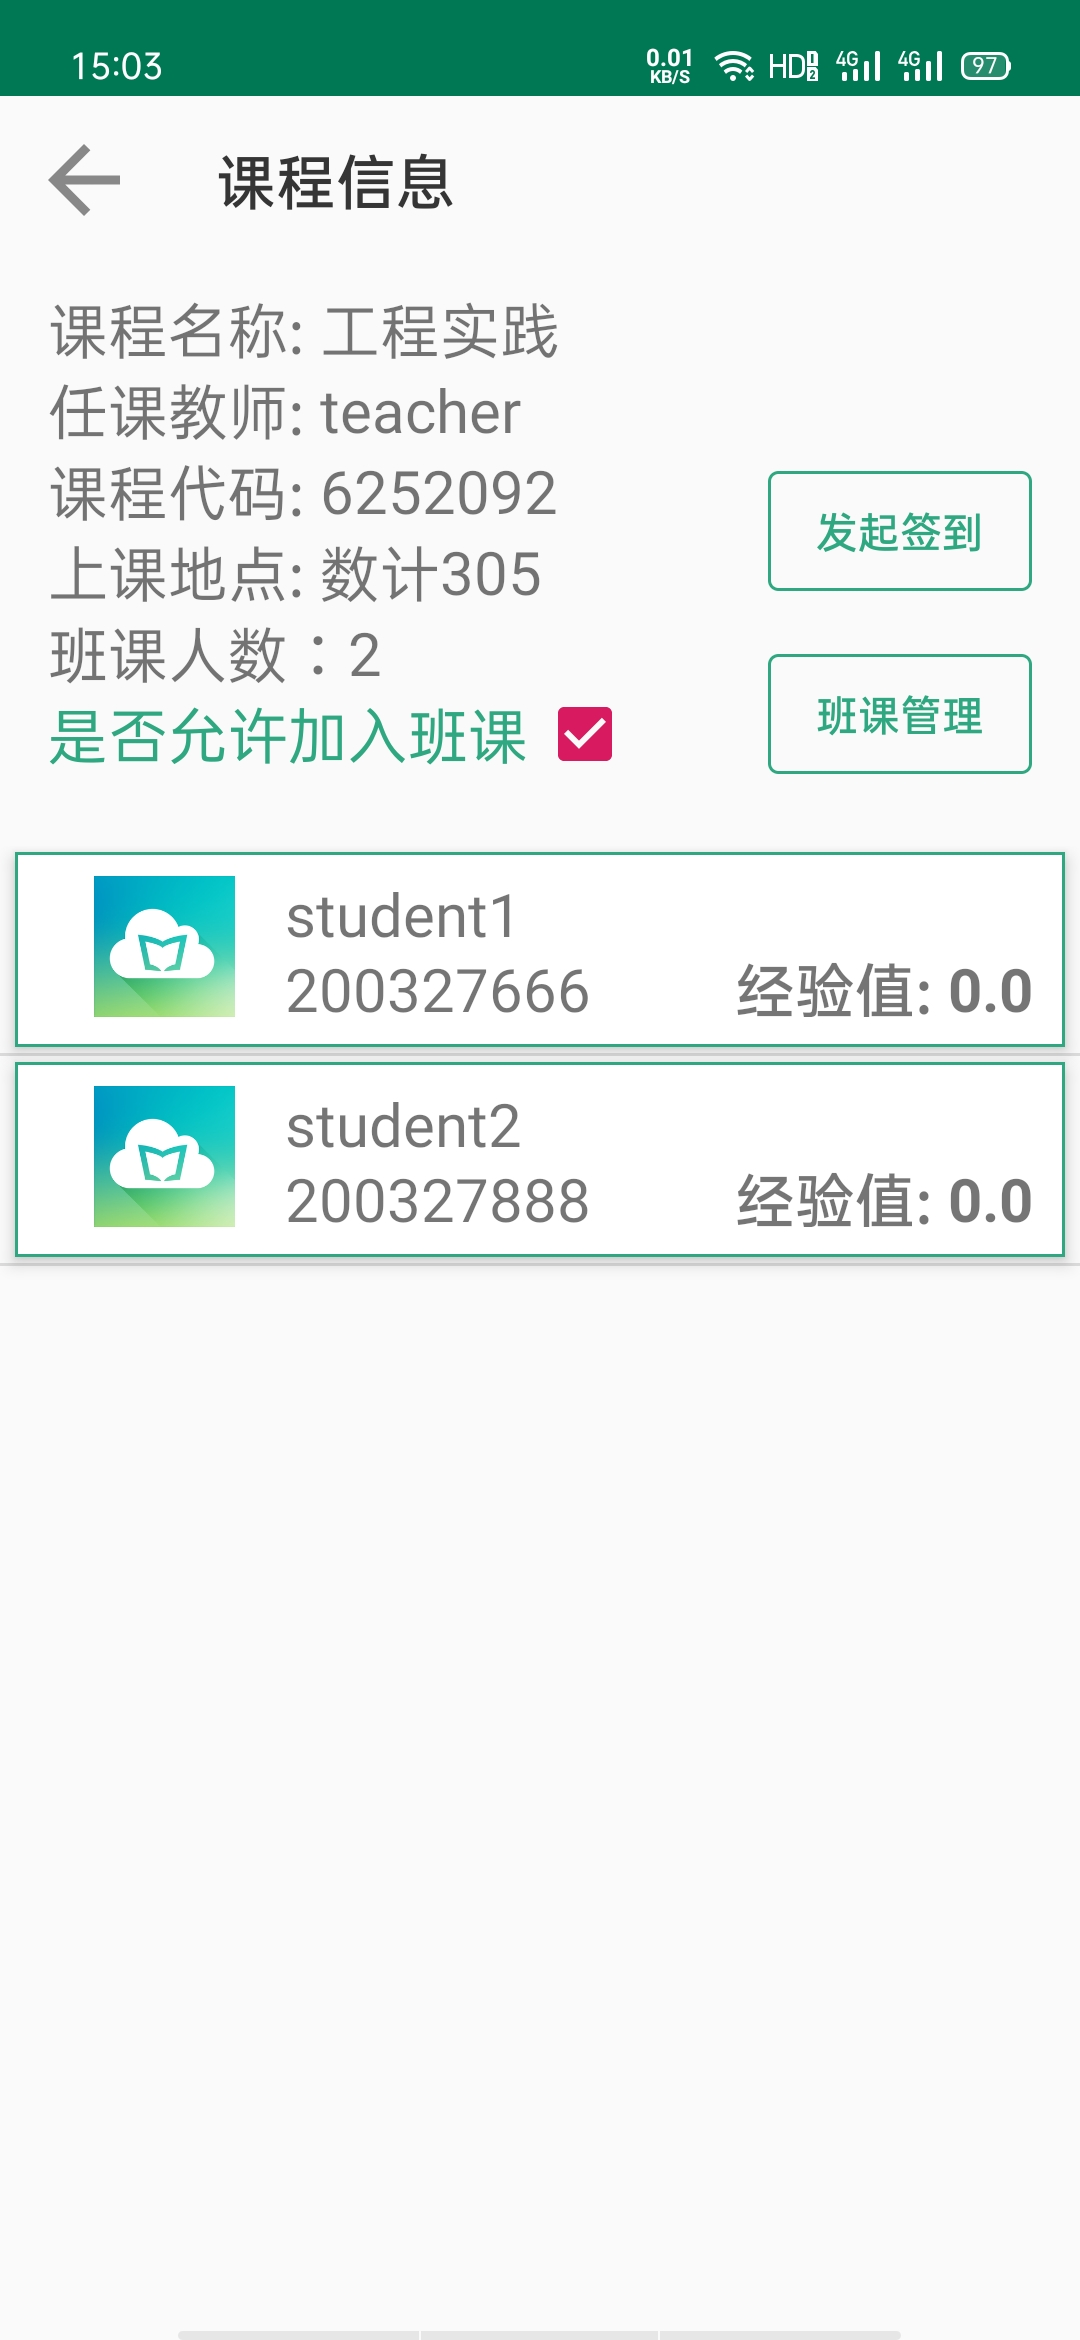 15:03 0.01 KB/S HD 1 2 4G 4G 97
课程信息
课程名称: 工程实践
任课教师: teacher
课程代码: 6252092
上课地点: 数计305
班课人数：2
是否允许加入班课
发起签到
班课管理
student1
200327666
经验值: 0.0
student2
200327888
经验值: 0.0